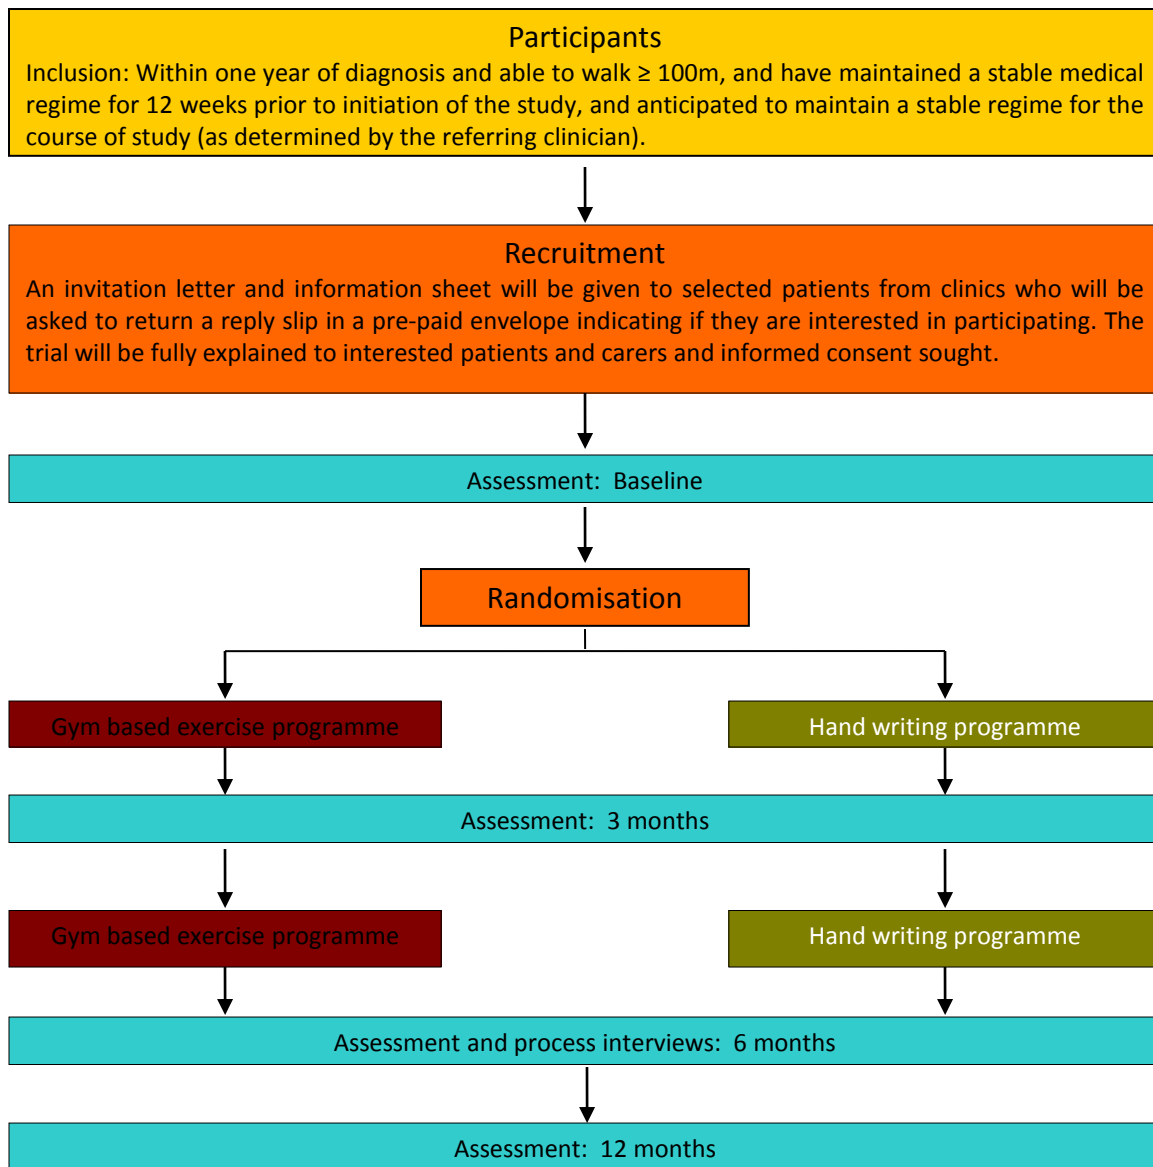 Participants
Inclusion: Within one year of diagnosis and able to walk ≥ 100m, and have maintained a stable medical
regime for 12 weeks prior to initiation of the study, and anticipated to maintain a stable regime for the
course of study (as determined by the referring clinician).
Recruitment
An invitation letter and information sheet will be given to selected patients from clinics who will be
asked to return a reply slip in a pre-paid envelope indicating if they are interested in participating. The
trial will be fully explained to interested patients and carers and informed consent sought.
Assessment: Baseline
Randomisation
Gym based exercise programme
Hand writing programme
Assessment: 3 months
Gym based exercise programme
Hand writing programme
Assessment and process interviews: 6 months
Assessment: 12 months